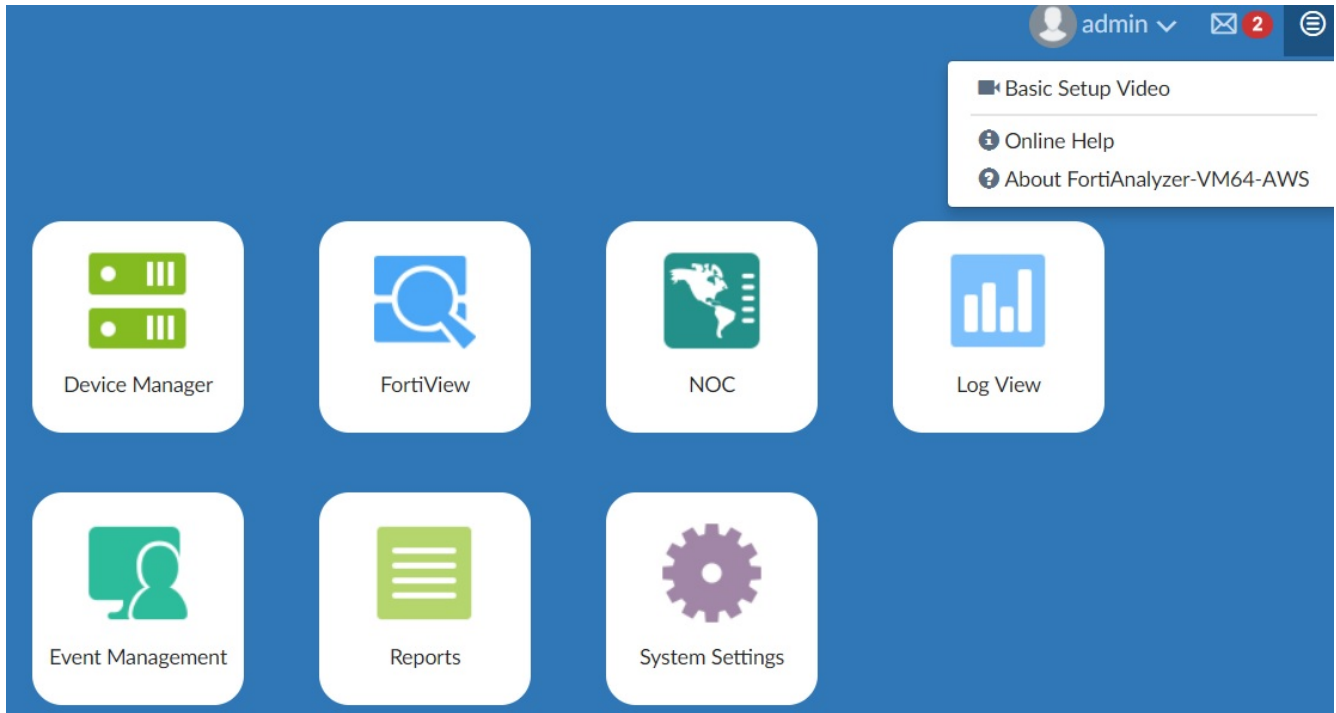 admin
2
Basic Setup Video
Online Help
About FortiAnalyzer-VM64-AWS
Device Manager
FortiView
NOC
Log View
Event Management
Reports
System Settings